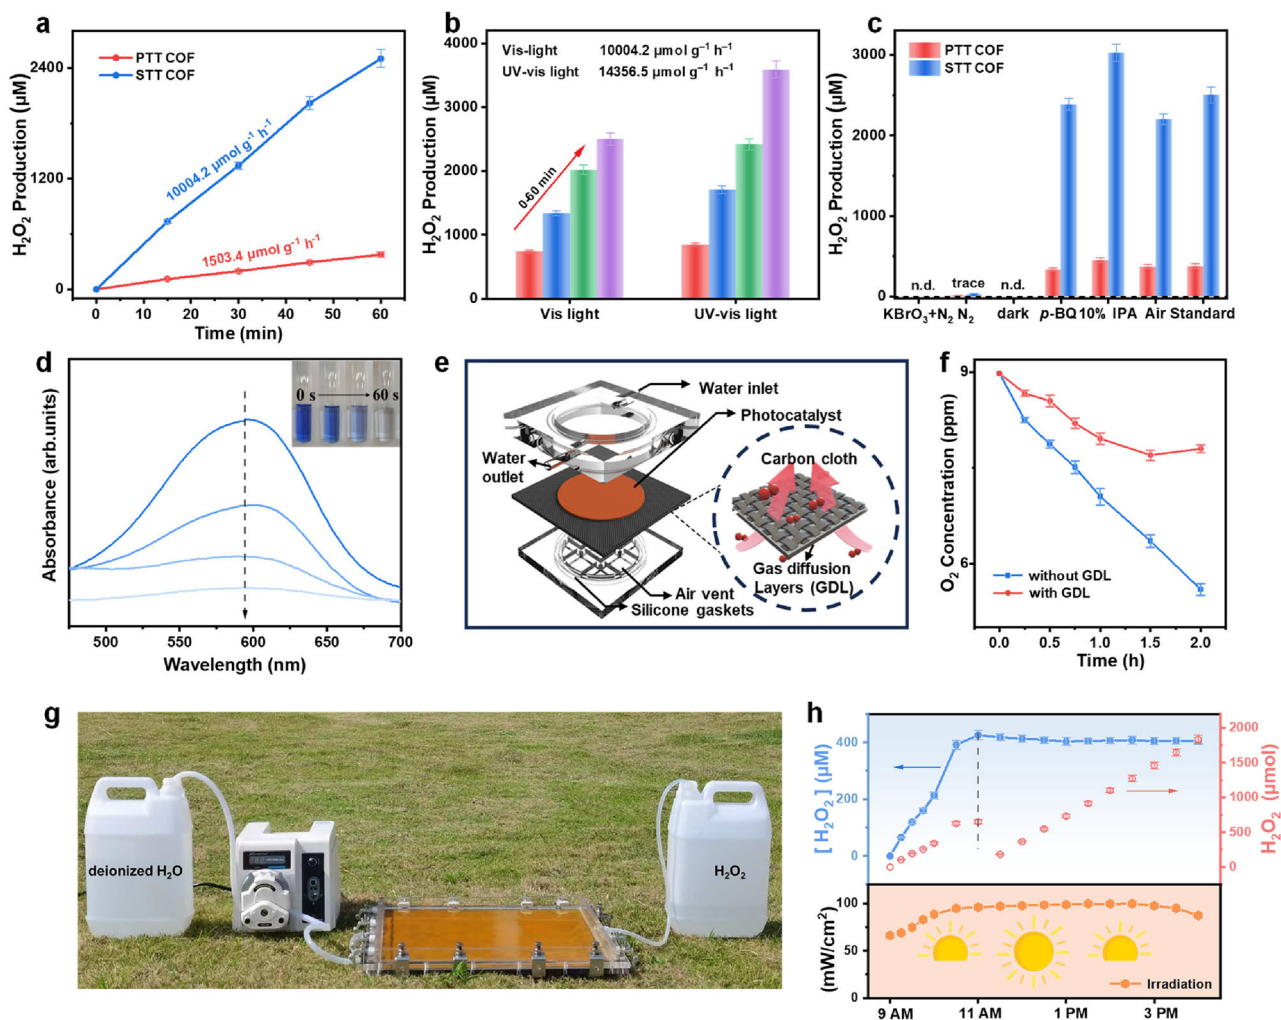 a
PTT COF
STT COF
10004.2 μmol g⁻¹ h⁻¹
1503.4 μmol g⁻¹ h⁻¹
H₂O₂ Production (μM)
2400
1200
0
0 10 20 30 40 50 60
Time (min)
b
Vis-light 10004.2 μmol g⁻¹ h⁻¹
UV-vis light 14356.5 μmol g⁻¹ h⁻¹
0-60 min
H₂O₂ Production (μM)
4000
3000
2000
1000
0
Vis light UV-vis light
c
PTT COF
STT COF
H₂O₂ Production (μM)
3000
2000
1000
0
n.d. trace n.d.
KBrO₃+N₂ N₂ dark p-BQ 10% IPA Air Standard
d
0 s 60 s
Absorbance (arb.units)
500 550 600 650 700
Wavelength (nm)
e
Water inlet
Photocatalyst
Water
outlet
Carbon cloth
Gas diffusion
Layers (GDL)
Air vent
Silicone gaskets
f
O₂ Concentration (ppm)
9
6
without GDL
with GDL
0.0 0.5 1.0 1.5 2.0
Time (h)
g
deionized H₂O
H₂O₂
h
[ H₂O₂ ] (μM)
400
200
0
H₂O₂ (μmol)
2000
1750
1500
1250
1000
750
500
250
0
(mW/cm²)
100
50
0
Irradiation
9 AM 11 AM 1 PM 3 PM